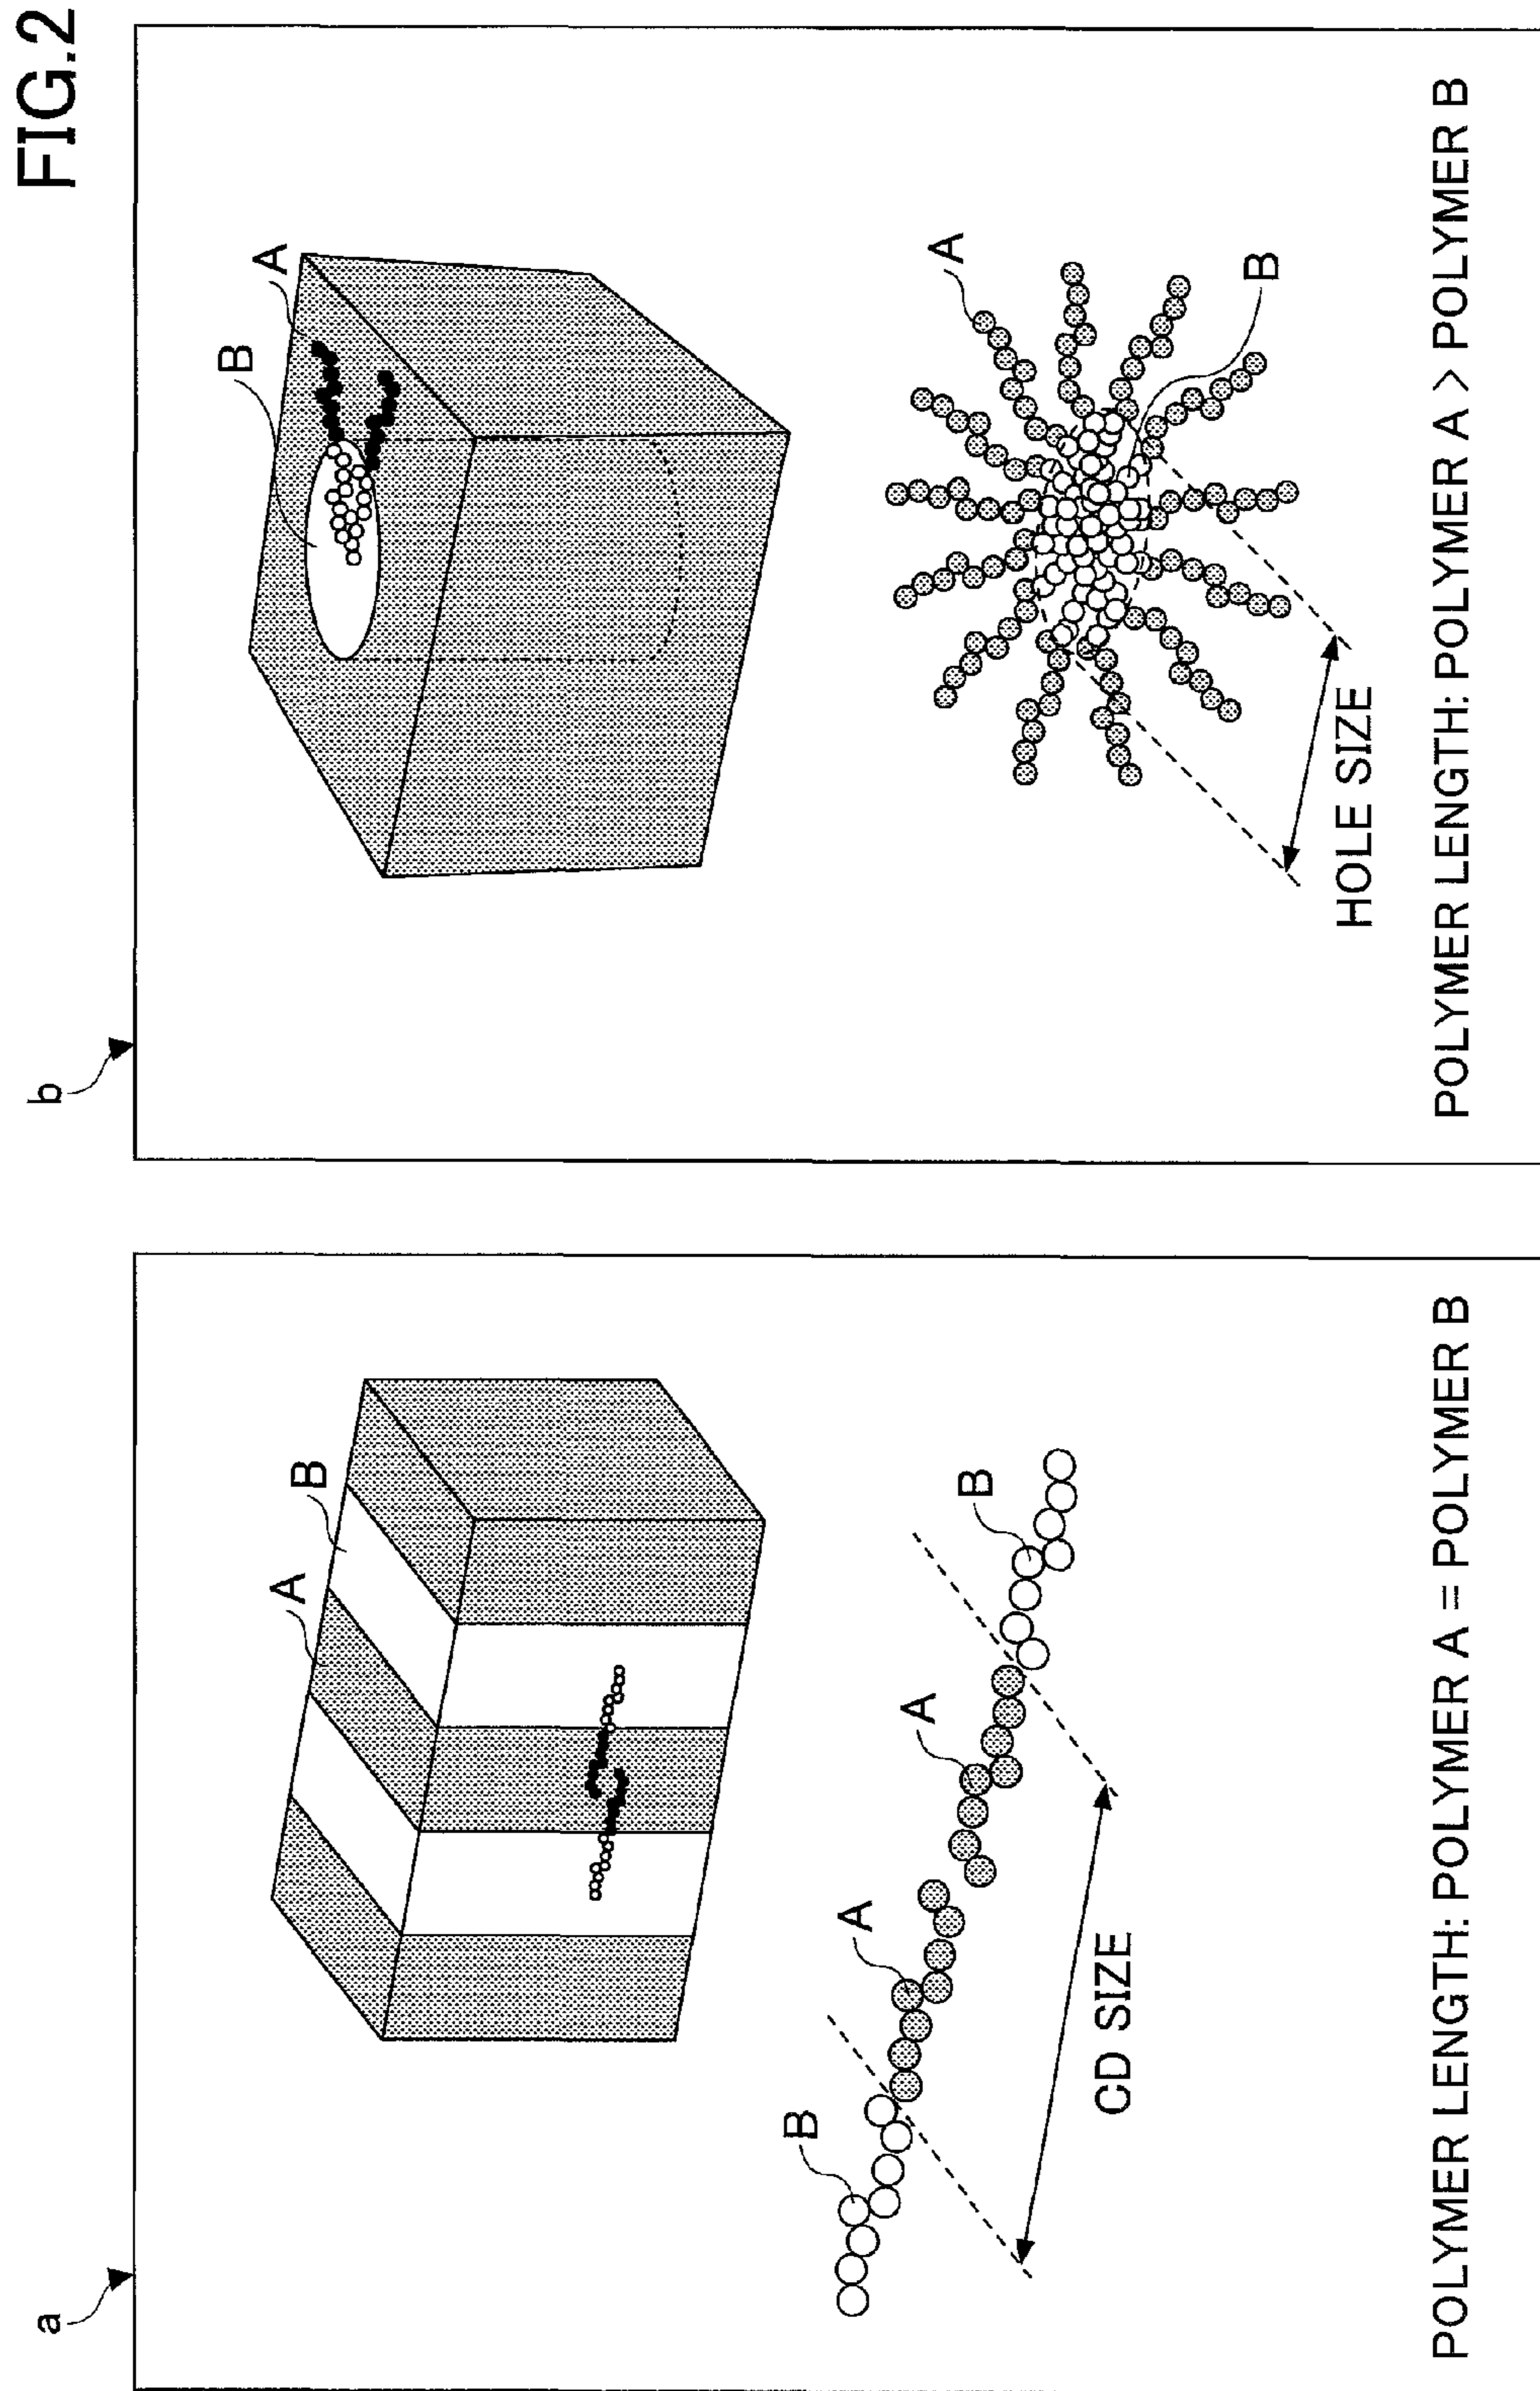 FIG.2
a
A
B
B
A
A
B
CD SIZE
POLYMER LENGTH: POLYMER A = POLYMER B
b
B
A
A
B
HOLE SIZE
POLYMER LENGTH: POLYMER A > POLYMER B